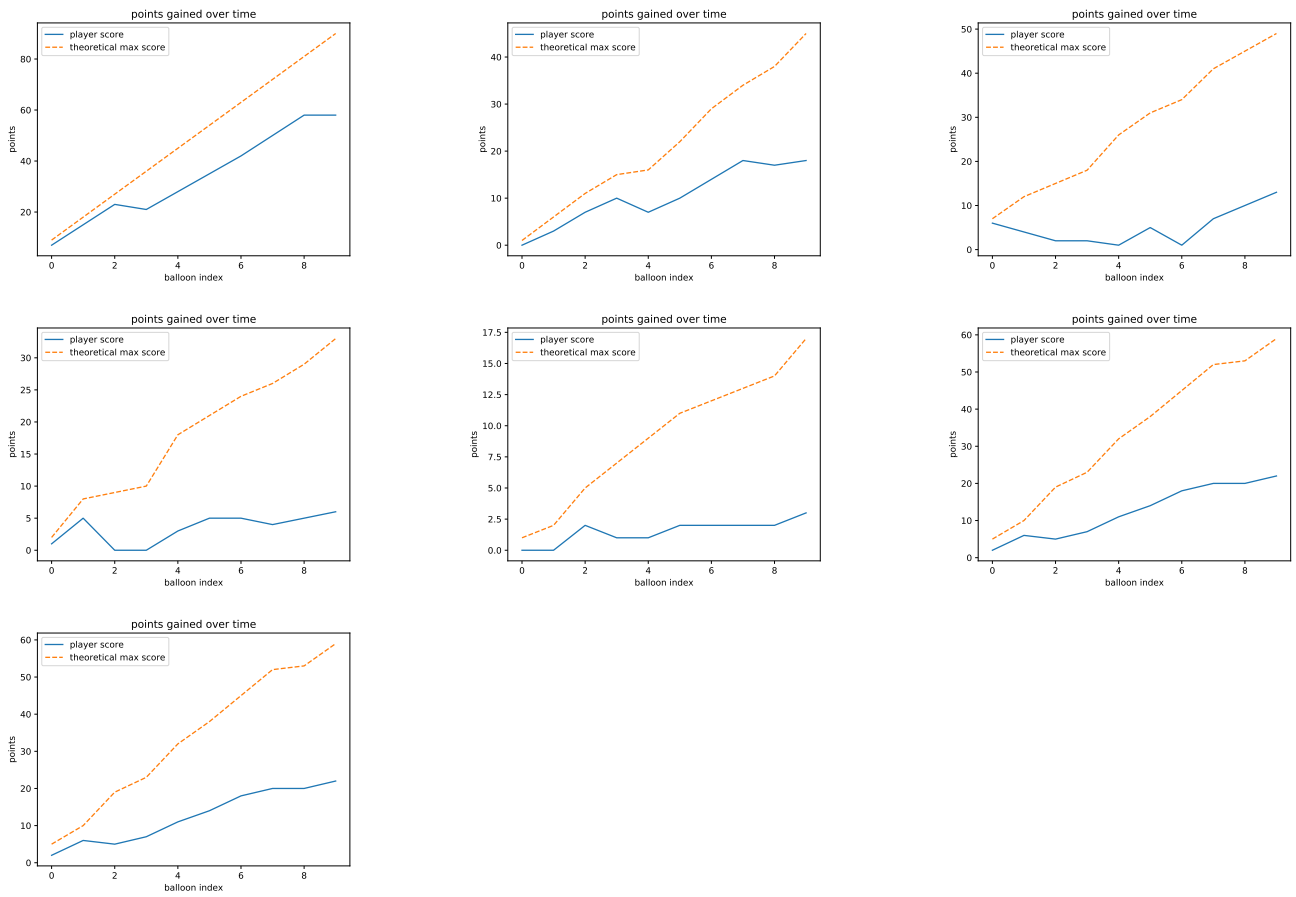 points gained over time
player score
theoretical max score
points
80
60
40
20
0 2 4 6 8
balloon index
points gained over time
player score
theoretical max score
points
40
30
20
10
0
0 2 4 6 8
balloon index
points gained over time
player score
theoretical max score
points
50
40
30
20
10
0
0 2 4 6 8
balloon index
points gained over time
player score
theoretical max score
points
30
25
20
15
10
5
0
0 2 4 6 8
balloon index
points gained over time
player score
theoretical max score
points
17.5
15.0
12.5
10.0
7.5
5.0
2.5
0.0
0 2 4 6 8
balloon index
points gained over time
player score
theoretical max score
points
60
50
40
30
20
10
0
0 2 4 6 8
balloon index
points gained over time
player score
theoretical max score
points
60
50
40
30
20
10
0
0 2 4 6 8
balloon index